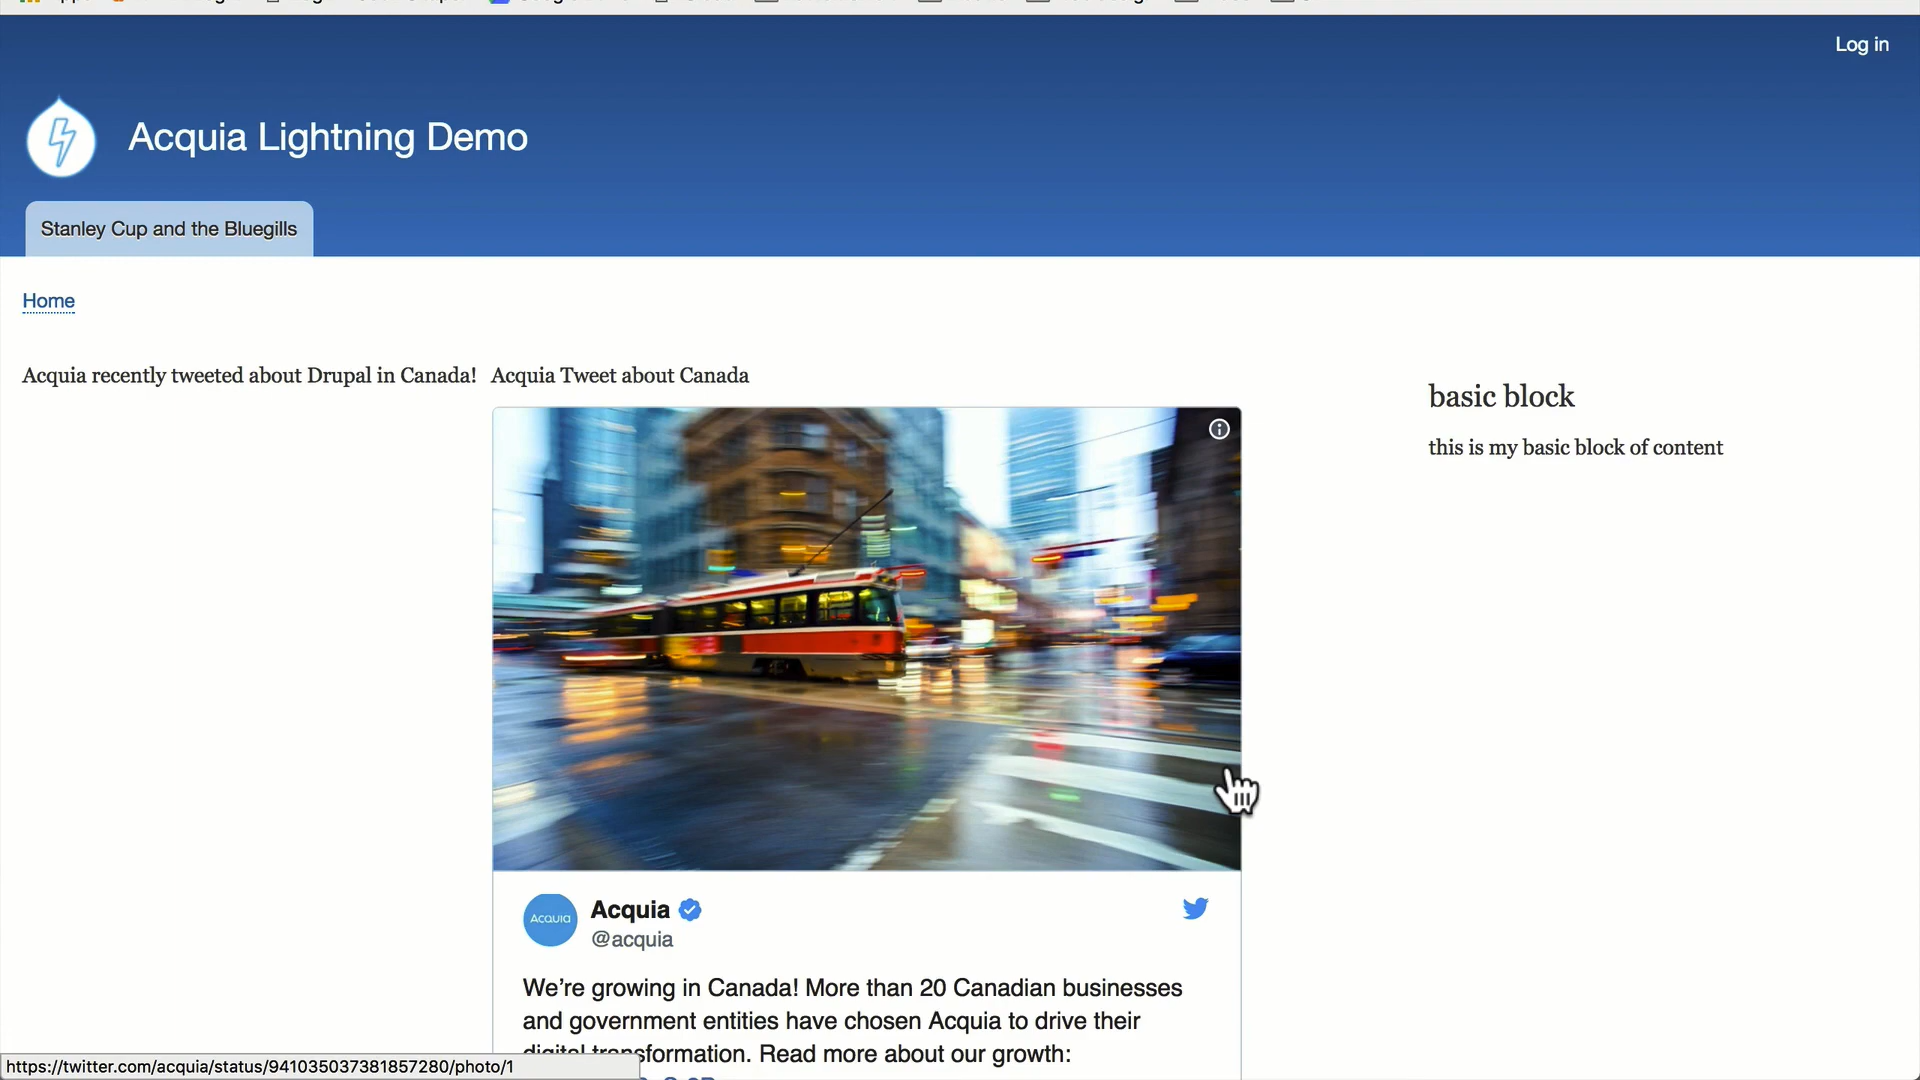 Log in
Acquia Lightning Demo
Stanley Cup and the Bluegills
Home
Acquia recently tweeted about Drupal in Canada!
Acquia Tweet about Canada
basic block
this is my basic block of content
Acquia
Acquia
@acquia
We’re growing in Canada! More than 20 Canadian businesses
and government entities have chosen Acquia to drive their
digital transformation. Read more about our growth:
https://twitter.com/acquia/status/941035037381857280/photo/1